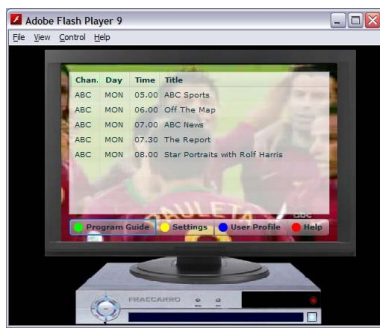 Adobe Flash Player 9
File View Control Help
Chan. Day Time Title
ABC MON 05.00 ABC Sports
ABC MON 06.00 Off The Map
ABC MON 07.00 ABC News
ABC MON 07.30 The Report
ABC MON 08.00 Star Portraits with Rolf Harris
PAULETA
Program Guide Settings User Profile Help
FRACCARRO